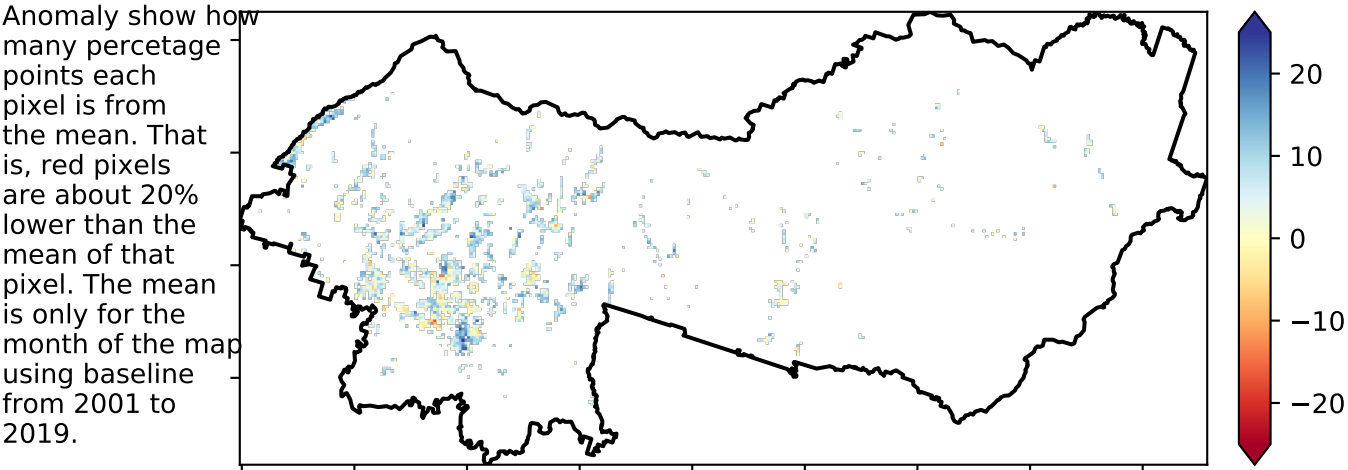 Anomaly show how
many percetage
points each
pixel is from
the mean. That
is, red pixels
are about 20%
lower than the
mean of that
pixel. The mean
is only for the
month of the map
using baseline
from 2001 to
2019.
20
10
0
−10
−20